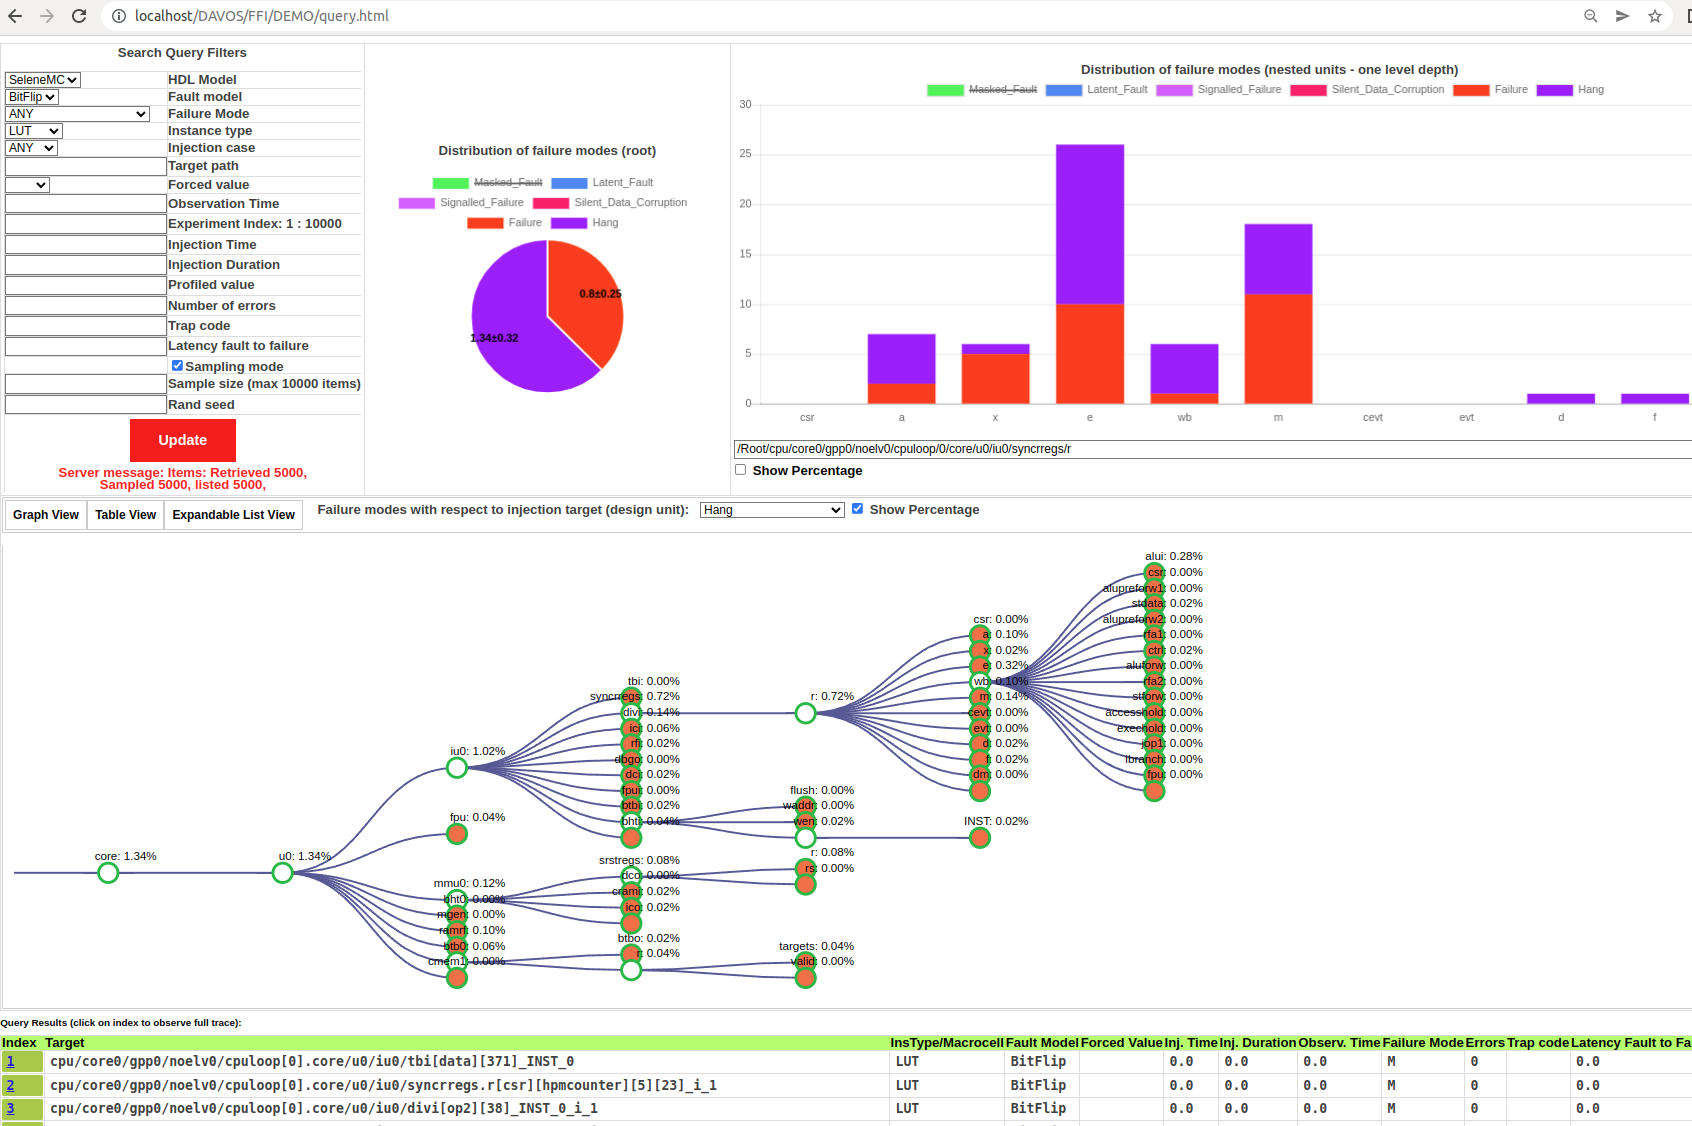 localhost/DAVOS/FFI/DEMO/query.html
Search Query Filters
SeleneMC HDL Model
BitFlip Fault model
ANY Failure Mode
LUT Instance type
ANY Injection case
Target path
Forced value
Observation Time
Experiment Index: 1 : 10000
Injection Time
Injection Duration
Profiled value
Number of errors
Trap code
Latency fault to failure
Sampling mode
Sample size (max 10000 items)
Rand seed
Update
Server message: Items: Retrieved 5000,
Sampled 5000, listed 5000,
Distribution of failure modes (root)
Masked_Fault Latent_Fault
Signalled_Failure Silent_Data_Corruption
Failure Hang
0.8±0.25
1.34±0.32
Distribution of failure modes (nested units - one level depth)
Masked_Fault Latent_Fault Signalled_Failure Silent_Data_Corruption Failure Hang
30
25
20
15
10
5
0
csr a x e wb m cevt evt d f
/Root/cpu/core0/gpp0/noelv0/cpuloop/0/core/u0/iu0/syncrregs/r
Show Percentage
Graph View Table View Expandable List View Failure modes with respect to injection target (design unit): Hang Show Percentage
core: 1.34%
u0: 1.34%
iu0: 1.02%
fpu: 0.04%
mmu0: 0.12%
bht0: 0.00%
mgen: 0.00%
ramrf: 0.10%
btb0: 0.06%
cmem1: 0.00%
tbi: 0.00%
syncrregs: 0.72%
divi: 0.14%
ici: 0.06%
rfi: 0.02%
dbgo: 0.00%
dci: 0.02%
fpui: 0.00%
btbi: 0.02%
bhti: 0.04%
srstregs: 0.08%
dco: 0.00%
crami: 0.02%
ico: 0.02%
btbo: 0.02%
r: 0.04%
r: 0.72%
flush: 0.00%
waddr: 0.00%
wen: 0.02%
r: 0.08%
rs: 0.00%
targets: 0.04%
valid: 0.00%
csr: 0.00%
a: 0.10%
x: 0.02%
e: 0.32%
wb: 0.10%
m: 0.14%
cevt: 0.00%
evt: 0.00%
d: 0.02%
f: 0.02%
dm: 0.00%
INST: 0.02%
alui: 0.28%
csr: 0.00%
alupreforw1: 0.00%
stdata: 0.02%
alupreforw2: 0.00%
rfa1: 0.00%
ctrl: 0.02%
aluforw: 0.00%
rfa2: 0.00%
stforw: 0.00%
accesshold: 0.00%
exechold: 0.00%
jop1: 0.00%
lbranch: 0.00%
fpu: 0.00%
Query Results (click on index to observe full trace):
Index Target InsType/Macrocell Fault Model Forced Value Inj. Time Inj. Duration Observ. Time Failure Mode Errors Trap code Latency Fault to Fa
1 cpu/core0/gpp0/noelv0/cpuloop[0].core/u0/iu0/tbi[data][371]_INST_0 LUT BitFlip 0.0 0.0 0.0 M 0 0.0
2 cpu/core0/gpp0/noelv0/cpuloop[0].core/u0/iu0/syncrregs.r[csr][hpmcounter][5][23]_i_1 LUT BitFlip 0.0 0.0 0.0 M 0 0.0
3 cpu/core0/gpp0/noelv0/cpuloop[0].core/u0/iu0/divi[op2][38]_INST_0_i_1 LUT BitFlip 0.0 0.0 0.0 M 0 0.0